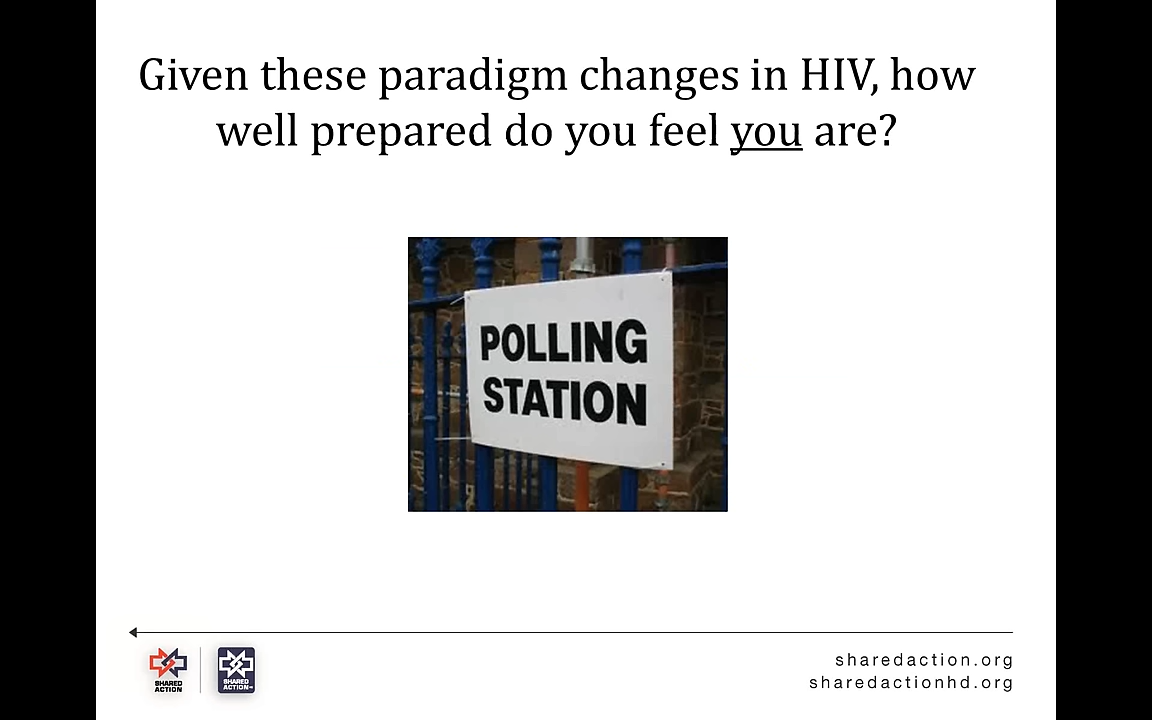 Given these paradigm changes in HIV, how
well prepared do you feel you are?
POLLING
STATION
SHARED
ACTION
SHARED
ACTION
sharedaction.org
sharedactionhd.org